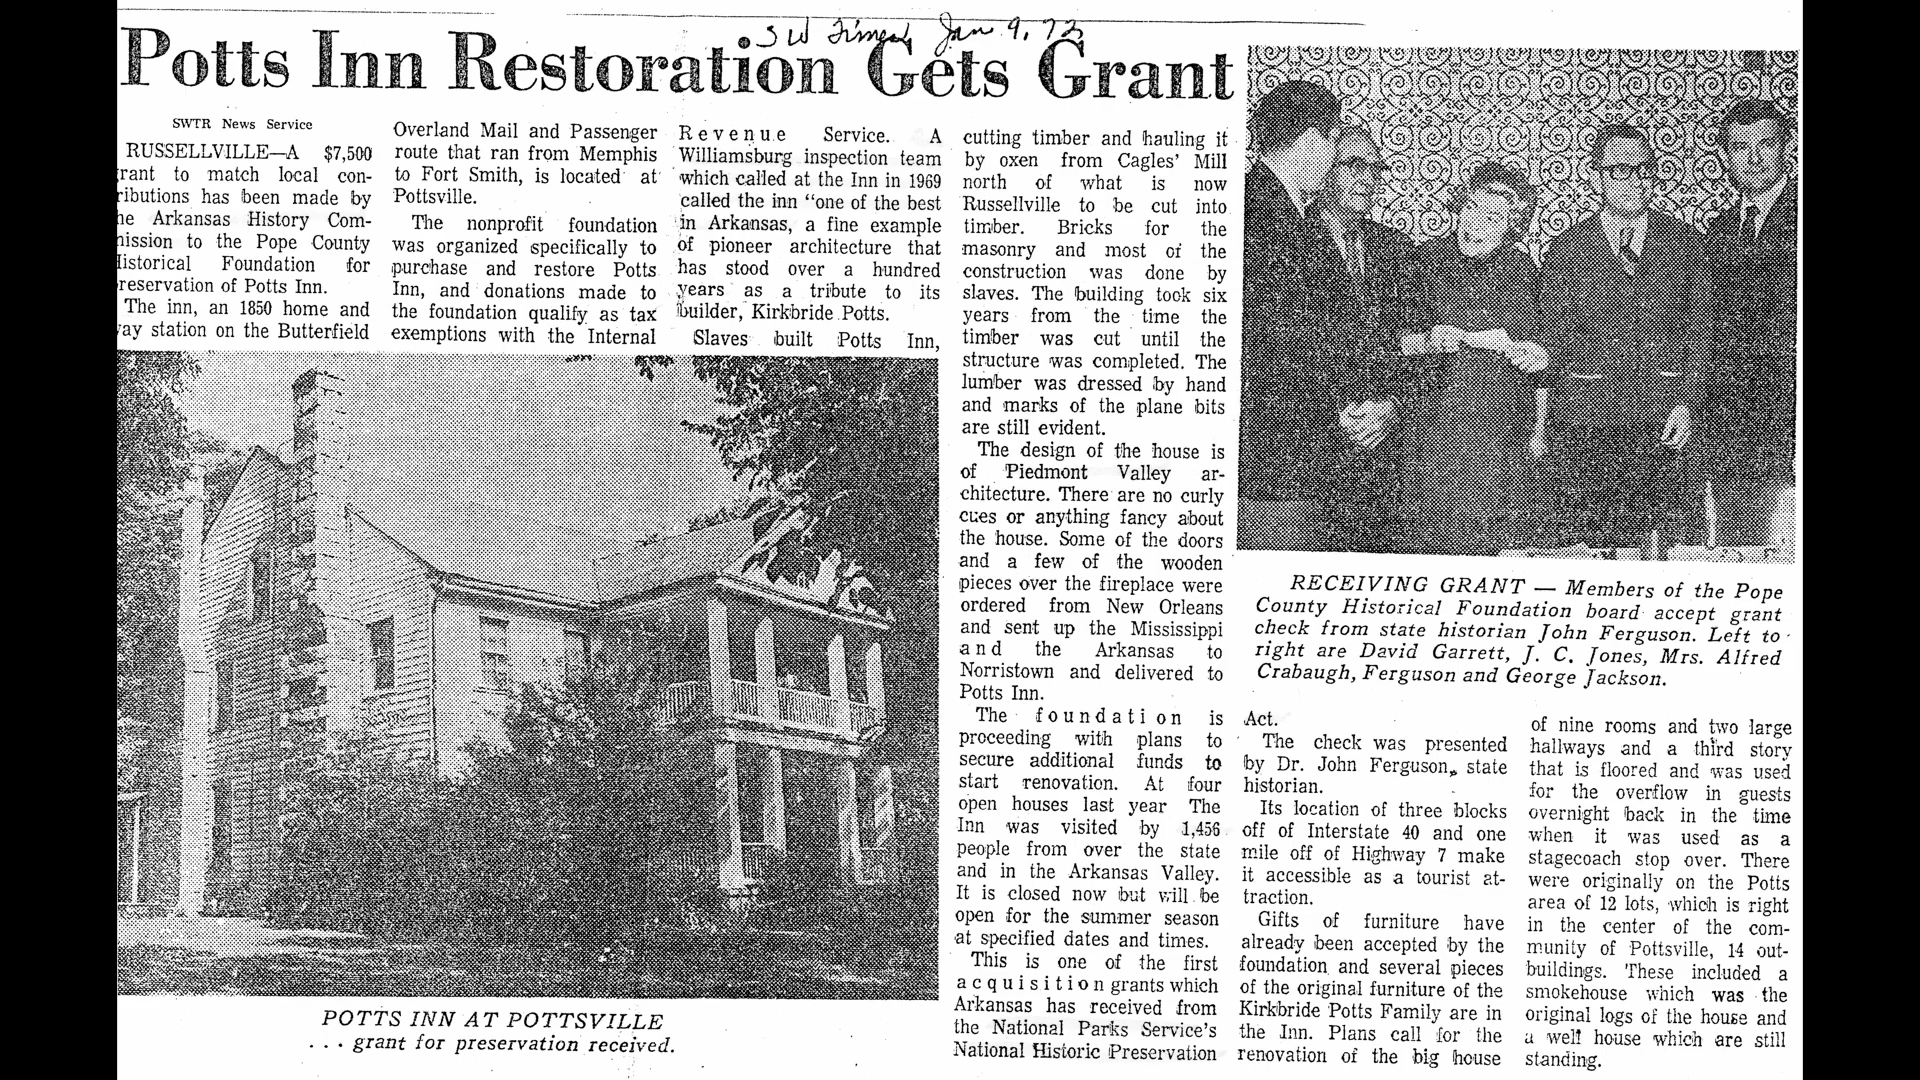 SW Times, Jan 9, 72
Potts Inn Restoration Gets Grant
SWTR News Service
RUSSELLVILLE—A $7,500
rant to match local con-
ributions has been made by
he Arkansas History Com-
ission to the Pope County
istorical Foundation for
reservation of Potts Inn.
The inn, an 1850 home and
ay station on the Butterfield
Overland Mail and Passenger
route that ran from Memphis
to Fort Smith, is located at
Pottsville.
The nonprofit foundation
was organized specifically to
purchase and restore Potts
Inn, and donations made to
the foundation qualify as tax
exemptions with the Internal
Revenue Service. A
Williamsburg inspection team
which called at the Inn in 1969
called the inn "one of the best
in Arkansas, a fine example
of pioneer architecture that
has stood over a hundred
years as a tribute to its
builder, Kirkbride Potts.
Slaves built Potts Inn,
cutting timber and hauling it
by oxen from Cagles' Mill
north of what is now
Russellville to be cut into
timber. Bricks for the
masonry and most of the
construction was done by
slaves. The building took six
years from the time the
timber was cut until the
structure was completed. The
lumber was dressed by hand
and marks of the plane bits
are still evident.
The design of the house is
of Piedmont Valley ar-
chitecture. There are no curly
cues or anything fancy about
the house. Some of the doors
and a few of the wooden
pieces over the fireplace were
ordered from New Orleans
and sent up the Mississippi
and the Arkansas to
Norristown and delivered to
Potts Inn.
The foundation is
proceeding with plans to
secure additional funds to
start renovation. At four
open houses last year The
Inn was visited by 1,456
people from over the state
and in the Arkansas Valley.
It is closed now but will be
open for the summer season
at specified dates and times.
This is one of the first
acquisition grants which
Arkansas has received from
the National Parks Service's
National Historic Preservation
POTTS INN AT POTTSVILLE
. . . grant for preservation received.
RECEIVING GRANT — Members of the Pope
County Historical Foundation board accept grant
check from state historian John Ferguson. Left to
right are David Garrett, J. C. Jones, Mrs. Alfred
Crabaugh, Ferguson and George Jackson.
Act.
The check was presented
by Dr. John Ferguson, state
historian.
Its location of three blocks
off of Interstate 40 and one
mile off of Highway 7 make
it accessible as a tourist at-
traction.
Gifts of furniture have
already been accepted by the
foundation and several pieces
of the original furniture of the
Kirkbride Potts Family are in
the Inn. Plans call for the
renovation of the big house
of nine rooms and two large
hallways and a third story
that is floored and was used
for the overflow in guests
overnight back in the time
when it was used as a
stagecoach stop over. There
were originally on the Potts
area of 12 lots, which is right
in the center of the com-
munity of Pottsville, 14 out-
buildings. These included a
smokehouse which was the
original logs of the house and
a well house which are still
standing.